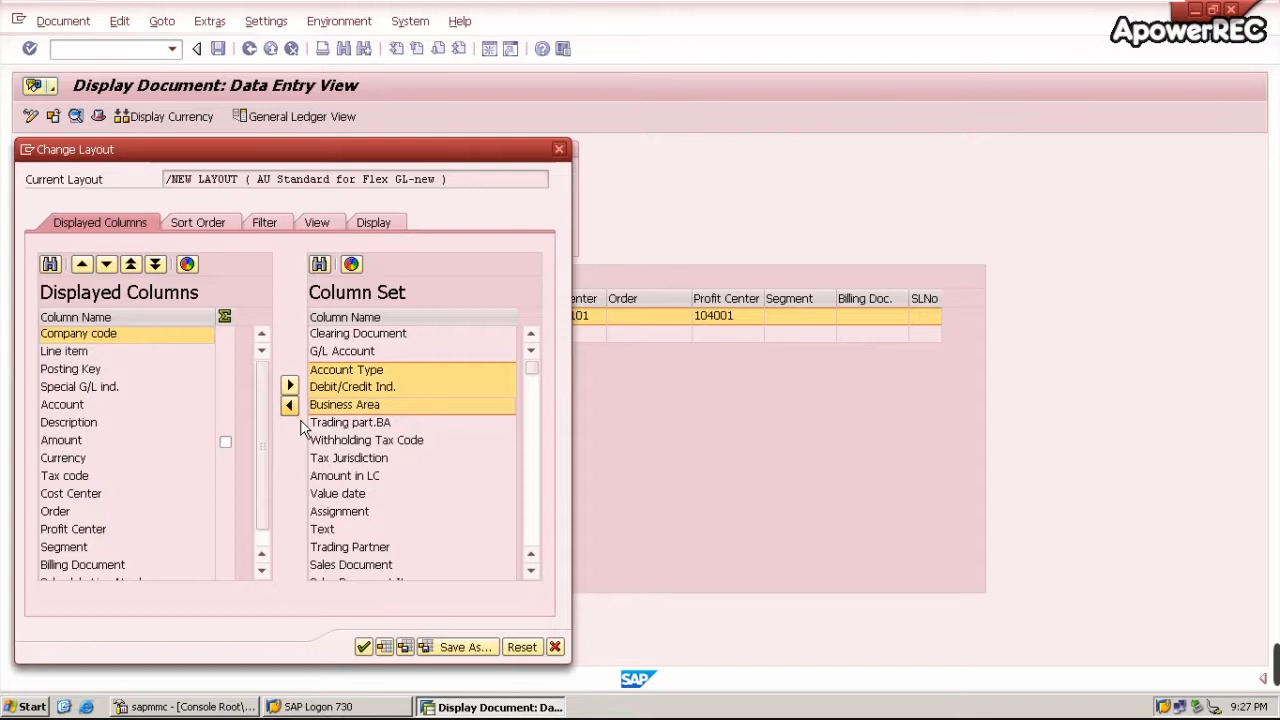 Document Edit Goto Extras Settings Environment System Help
ApowerREC
Display Document: Data Entry View
Display Currency General Ledger View
Change Layout
Current Layout /NEW LAYOUT ( AU Standard for Flex GL-new )
Displayed Columns Sort Order Filter View Display
Displayed Columns
Column Name
Company code
Line item
Posting Key
Special G/L ind.
Account
Description
Amount
Currency
Tax code
Cost Center
Order
Profit Center
Segment
Billing Document
Column Set
Column Name
Clearing Document
G/L Account
Account Type
Debit/Credit Ind.
Business Area
Trading part.BA
Withholding Tax Code
Tax Jurisdiction
Amount in LC
Value date
Assignment
Text
Trading Partner
Sales Document
Order Profit Center Segment Billing Doc. SLNo
104001
Save As... Reset
SAP
Start sapmmc - [Console Root\... SAP Logon 730 Display Document: Da... 9:27 PM